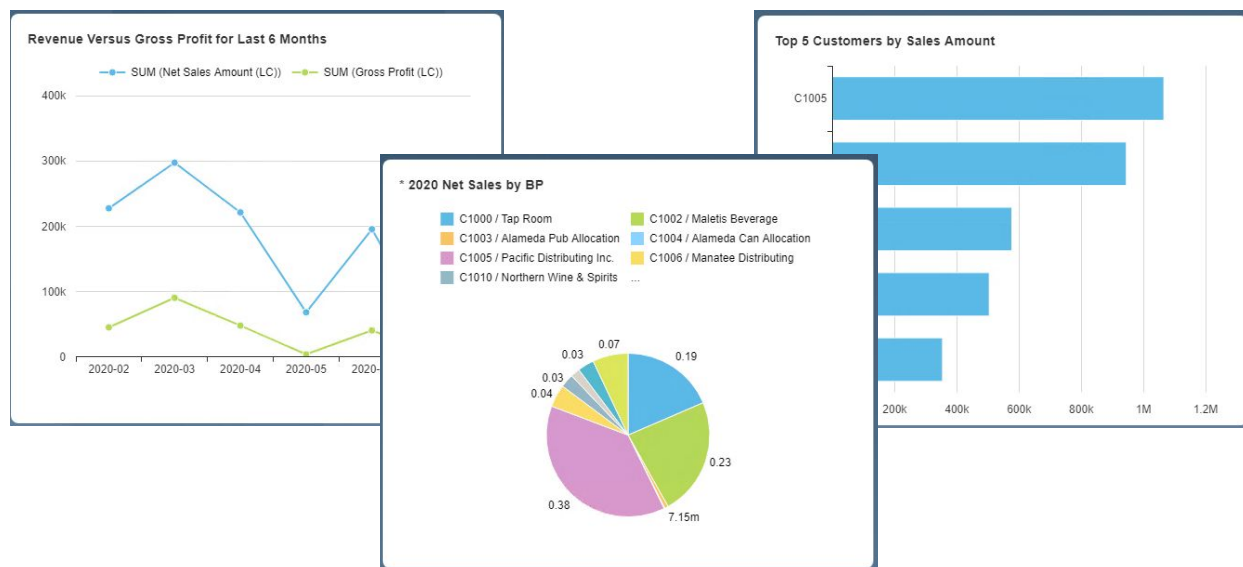 Revenue Versus Gross Profit for Last 6 Months
SUM (Net Sales Amount (LC)) SUM (Gross Profit (LC))
400k
300k
200k
100k
0
2020-02 2020-03 2020-04 2020-05
* 2020 Net Sales by BP
C1000 / Tap Room C1002 / Maletis Beverage
C1003 / Alameda Pub Allocation C1004 / Alameda Can Allocation
C1005 / Pacific Distributing Inc. C1006 / Manatee Distributing
C1010 / Northern Wine & Spirits ...
0.07
0.03
0.19
0.03
0.04
0.23
0.38
7.15m
Top 5 Customers by Sales Amount
C1005
200k 400k 600k 800k 1M 1.2M